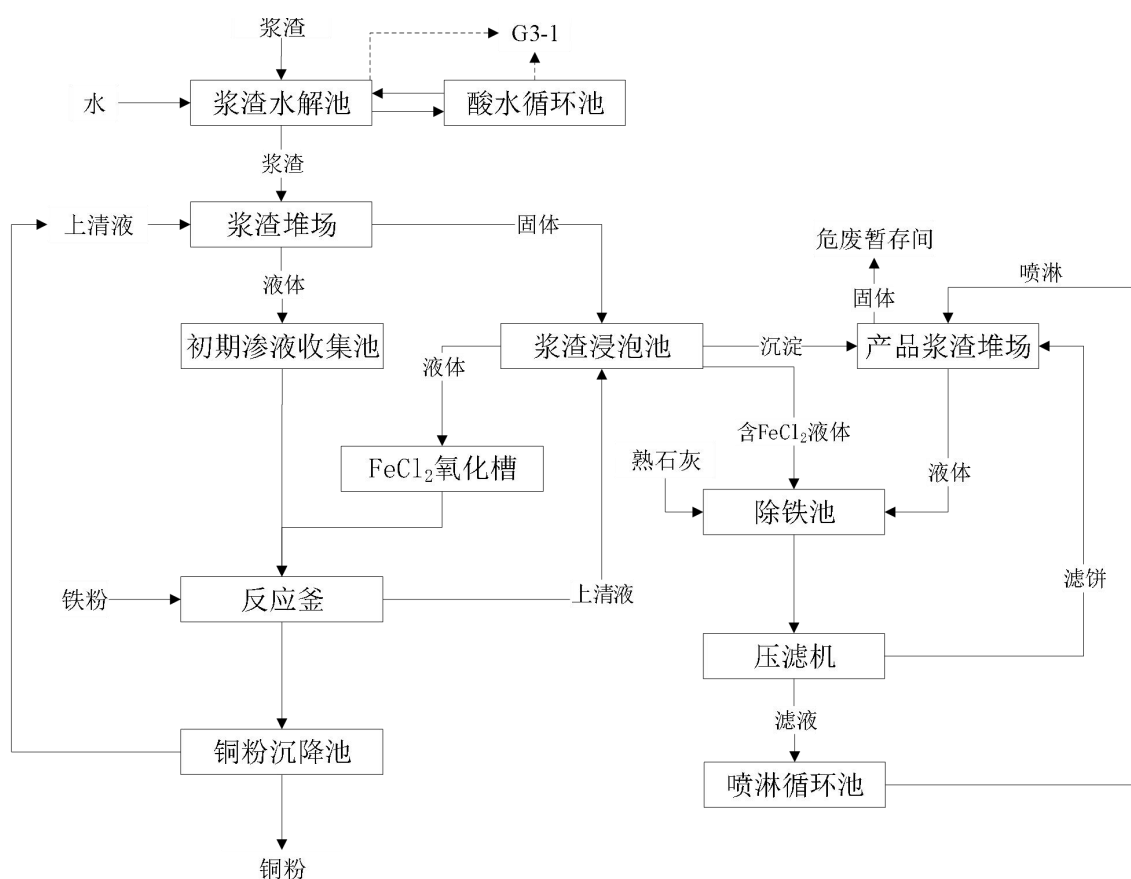 浆渣
G3-1
水
浆渣水解池
酸水循环池
浆渣
上清液
浆渣堆场
固体
危废暂存间
喷淋
液体
固体
初期渗液收集池
浆渣浸泡池
沉淀
产品浆渣堆场
液体
含FeCl₂液体
熟石灰
FeCl₂氧化槽
液体
除铁池
铁粉
反应釜
上清液
滤饼
压滤机
滤液
铜粉沉降池
喷淋循环池
铜粉